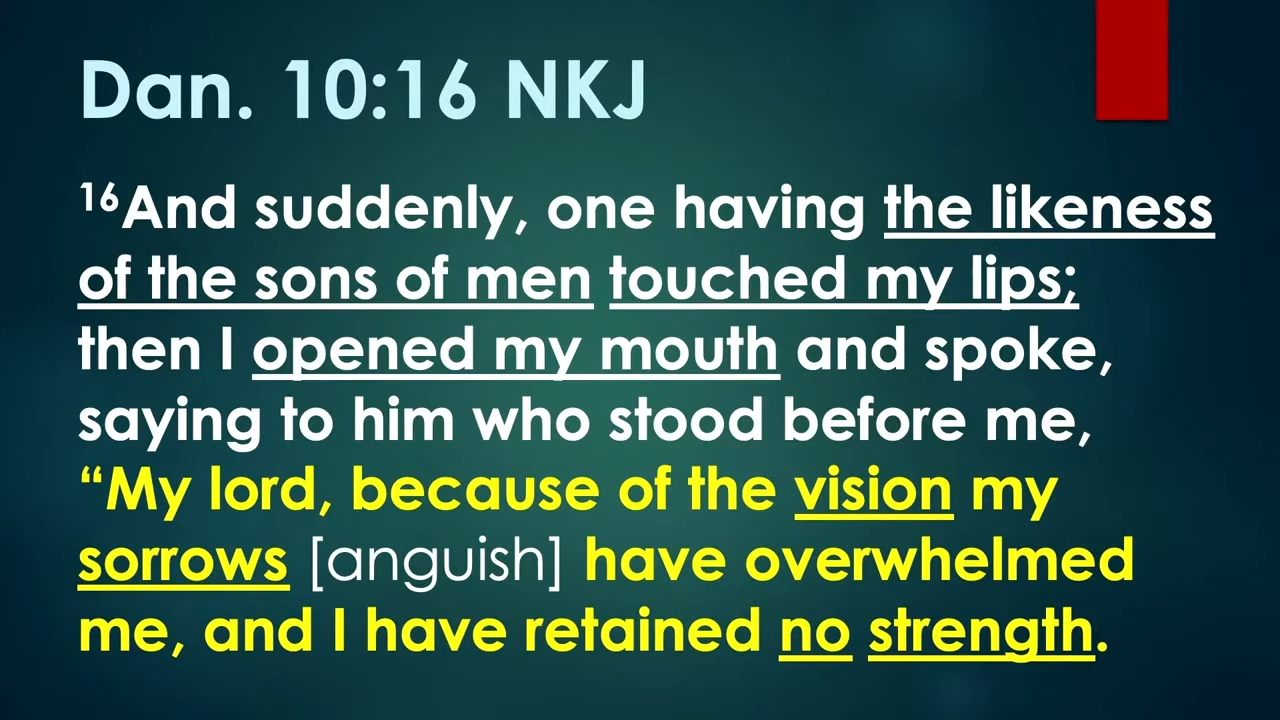 Dan. 10:16 NKJ
16And suddenly, one having the likeness
of the sons of men touched my lips;
then I opened my mouth and spoke,
saying to him who stood before me,
“My lord, because of the vision my
sorrows [anguish] have overwhelmed
me, and I have retained no strength.